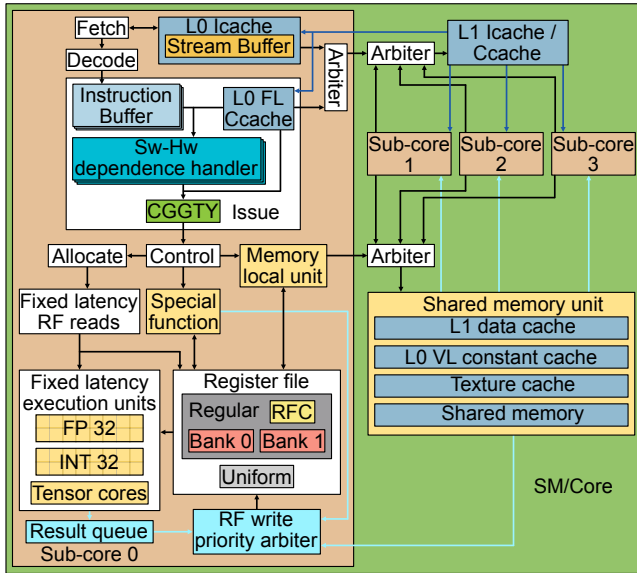 Fetch
L0 Icache
Stream Buffer
Decode
Arbiter
Arbiter
L1 Icache /
Ccache
Instruction
Buffer
L0 FL
Ccache
Sw-Hw
dependence handler
CGGTY
Issue
Sub-core
1
Sub-core
2
Sub-core
3
Allocate
Control
Memory
local unit
Arbiter
Fixed latency
RF reads
Special
function
Shared memory unit
L1 data cache
L0 VL constant cache
Texture cache
Shared memory
Fixed latency
execution units
FP 32
INT 32
Tensor cores
Register file
Regular
RFC
Bank 0
Bank 1
Uniform
Result queue
Sub-core 0
RF write
priority arbiter
SM/Core